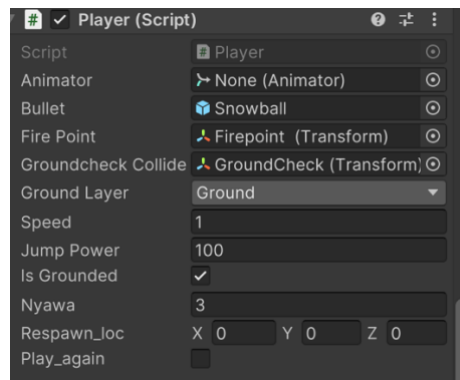 # Player (Script)
Script Player
Animator None (Animator)
Bullet Snowball
Fire Point Firepoint (Transform)
Groundcheck Collide GroundCheck (Transform)
Ground Layer Ground
Speed 1
Jump Power 100
Is Grounded
Nyawa 3
Respawn_loc X 0 Y 0 Z 0
Play_again